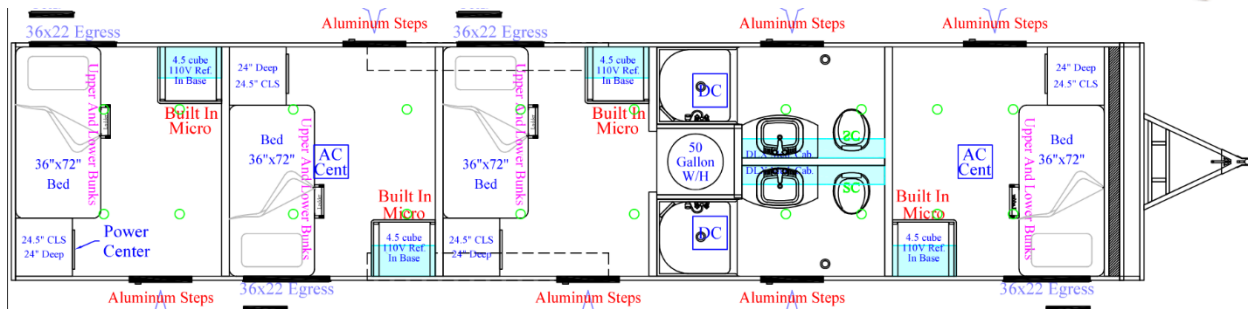 Aluminum Steps
Aluminum Steps
Aluminum Steps
36x22 Egress
36x22 Egress
4.5 cube
110V Ref.
In Base
Built In
Micro
Upper And Lower Bunks
36"x72"
Bed
24.5" CLS
24" Deep
Power
Center
24" Deep
24.5" CLS
Bed
36"x72"
Upper And Lower Bunks
AC
Cent
Built In
Micro
4.5 cube
110V Ref.
In Base
Upper And Lower Bunks
36"x72"
Bed
24.5" CLS
24" Deep
4.5 cube
110V Ref.
In Base
Built In
Micro
DC
50
Gallon
W/H
DC
SC
SC
AC
Cent
Built In
Micro
4.5 cube
110V Ref.
In Base
24" Deep
24.5" CLS
Bed
36"x72"
Upper And Lower Bunks
Aluminum Steps
36x22 Egress
Aluminum Steps
Aluminum Steps
36x22 Egress